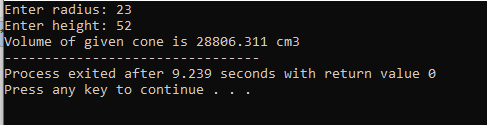 Enter radius: 23
Enter height: 52
Volume of given cone is 28806.311 cm3
--------------------------------
Process exited after 9.239 seconds with return value 0
Press any key to continue . . .